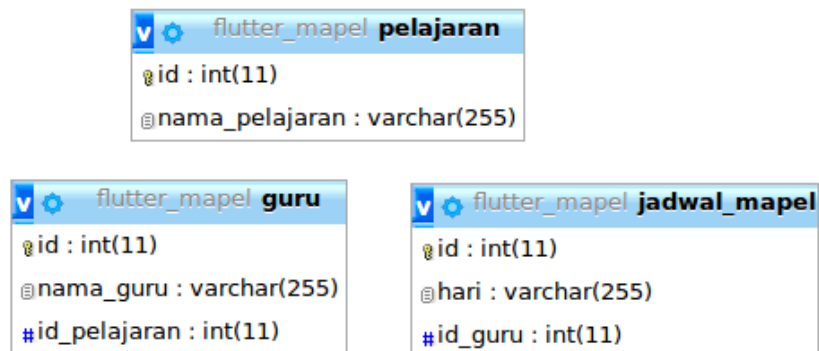 v flutter_mapel pelajaran
id : int(11)
nama_pelajaran : varchar(255)
v flutter_mapel guru
id : int(11)
nama_guru : varchar(255)
# id_pelajaran : int(11)
v flutter_mapel jadwal_mapel
id : int(11)
hari : varchar(255)
# id_guru : int(11)